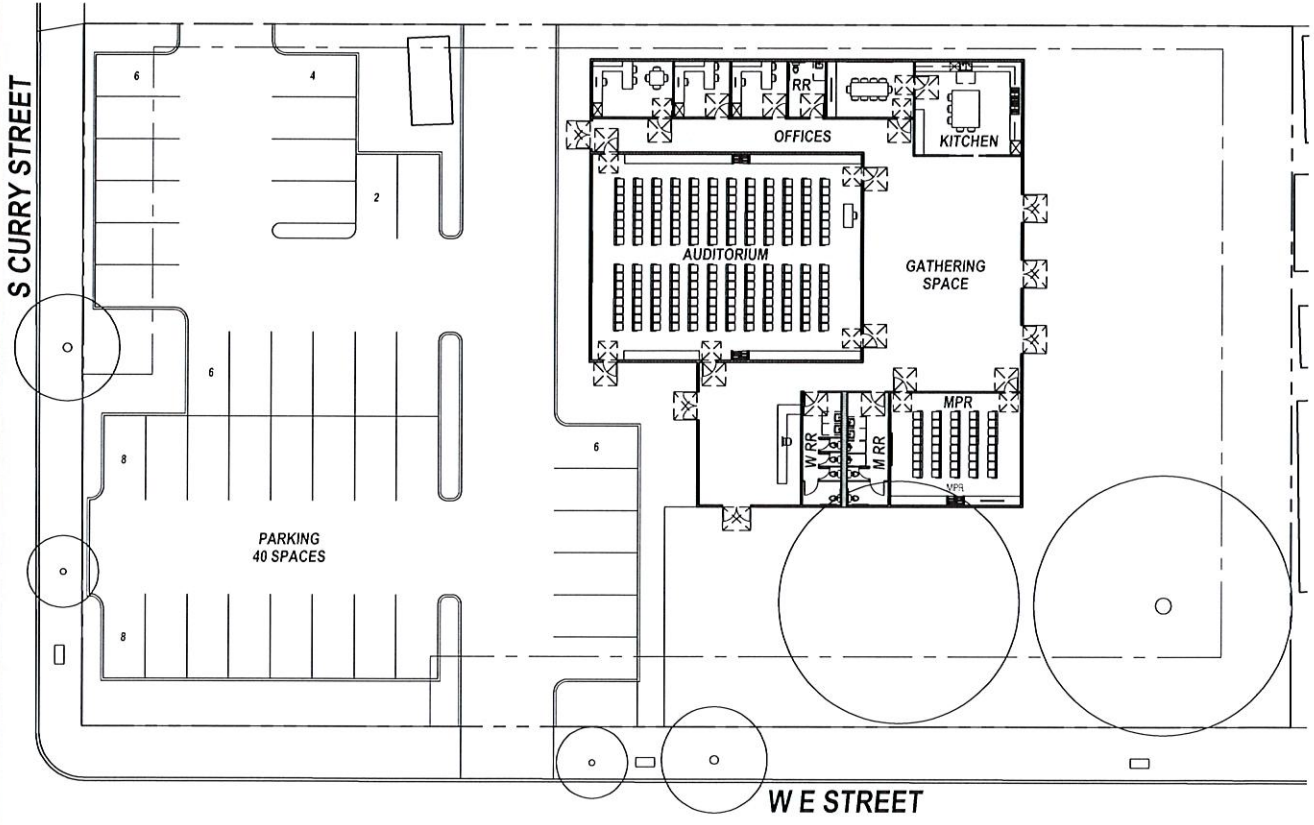 6
4
RR
S CURRY STREET
OFFICES
KITCHEN
2
AUDITORIUM
GATHERING
SPACE
6
MPR
8
6
W RR
M RR
MPR
PARKING
40 SPACES
8
W E STREET